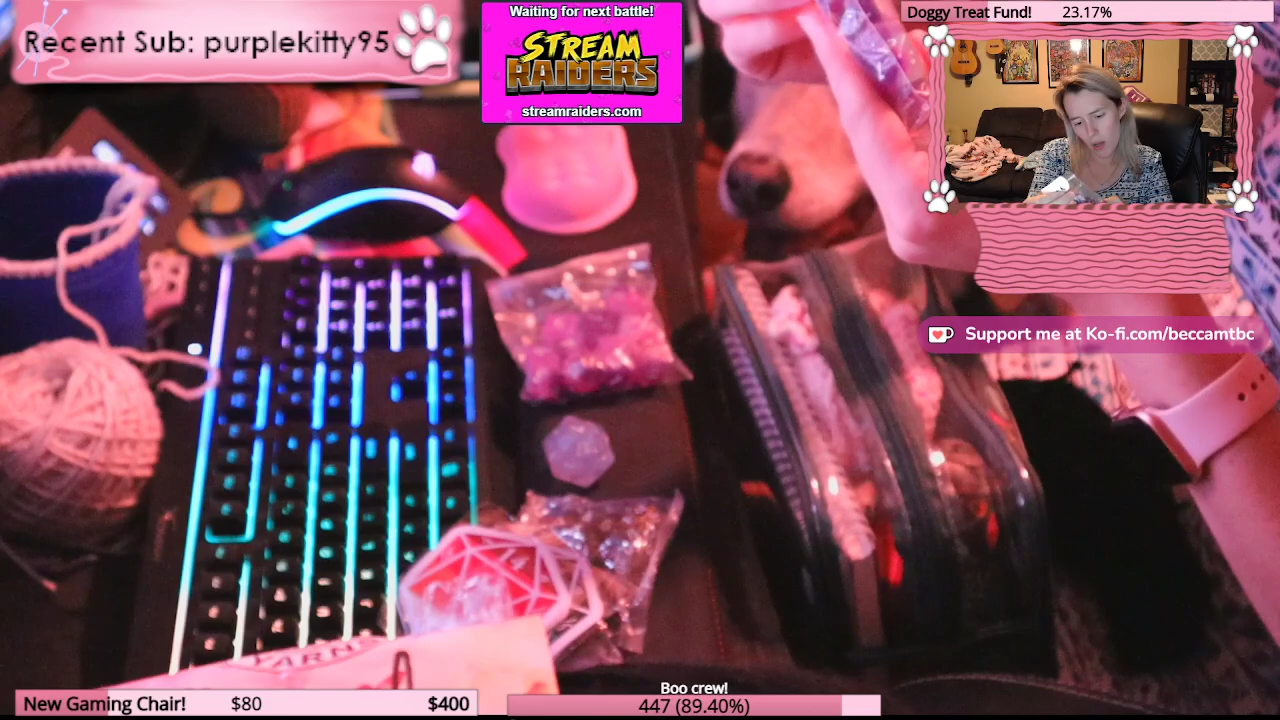 Recent Sub: purplekitty95
Waiting for next battle!
STREAM
RAIDERS
streamraiders.com
Doggy Treat Fund! 23.17%
Support me at Ko-fi.com/beccamtbc
YARN
New Gaming Chair! $80 $400
Boo crew!
447 (89.40%)